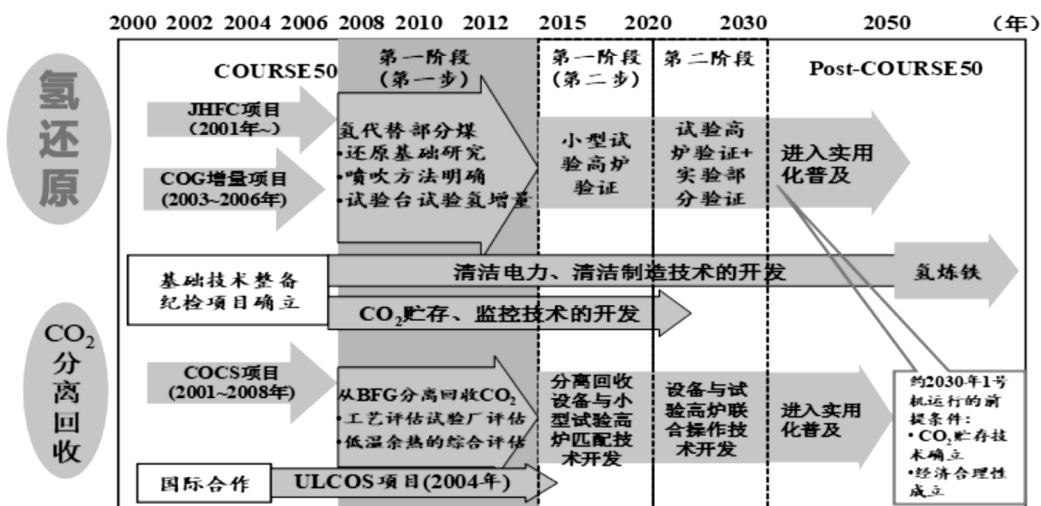 2000 2004 2006 2008 2010 2012 2015 2020 2030 2050 (年)
氢还原
COURSE50
第一阶段
(第一步)
第一阶段
(第二步)
第二阶段
Post-COURSE50
JHFC项目
(2001年~)
COG增量项目
(2003~2006年)
氢代替部分煤
•还原基础研究
•喷吹方法明确
•试验台试验氢增量
小型试
验高炉
验证
试验高
炉验证+
实验部
分验证
进入实用
化普及
基础技术整备
纪检项目确立
清洁电力、清洁制造技术的开发
氢炼铁
CO₂贮存、监控技术的开发
CO₂分离回收
COCS项目
(2001~2008年)
从BFG分离回收CO₂
•工艺评估试验厂评估
•低温余热的综合评估
分离回收
设备与小
型试验高
炉匹配技
术开发
设备与试
验高炉联
合操作技
术开发
进入实用
化普及
约2030年1号
机运行的前
提条件:
•CO₂贮存技
术确立
•经济合理性
成立
国际合作
ULCOS项目(2004年)